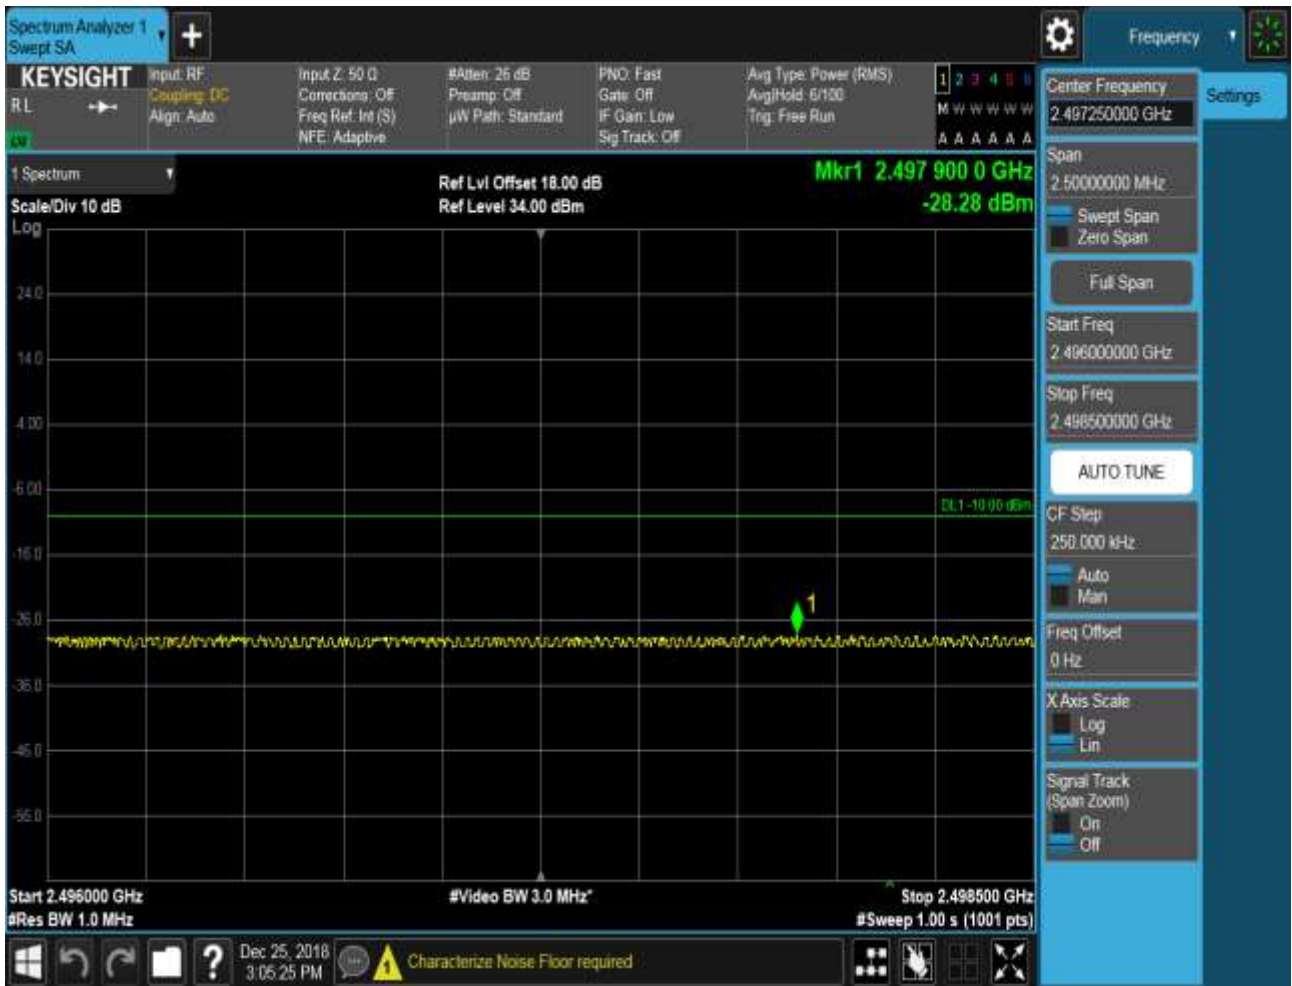 Spectrum Analyzer 1
Swept SA
Frequency
KEYSIGHT
RL
Input: RF
Coupling: DC
Align: Auto
Input Z: 50 Ω
Corrections: Off
Freq Ref: Int (S)
NFE: Adaptive
#Atten: 26 dB
Preamp: Off
µW Path: Standard
PNO: Fast
Gate: Off
IF Gain: Low
Sig Track: Off
Avg Type: Power (RMS)
Avg|Hold: 6/100
Trig: Free Run
1 2 3 4 5 6
M W W W W W
A A A A A A
1 Spectrum
Scale/Div 10 dB
Log
Ref Lvl Offset 18.00 dB
Ref Level 34.00 dBm
Mkr1 2.497 900 0 GHz
-28.28 dBm
24.0
14.0
4.00
-6.00
-16.0
-26.0
-36.0
-46.0
-56.0
DL1 -10.00 dBm
1
Start 2.496000 GHz
#Res BW 1.0 MHz
#Video BW 3.0 MHz*
Stop 2.498500 GHz
#Sweep 1.00 s (1001 pts)
Center Frequency
2.497250000 GHz
Settings
Span
2.50000000 MHz
Swept Span
Zero Span
Full Span
Start Freq
2.496000000 GHz
Stop Freq
2.498500000 GHz
AUTO TUNE
CF Step
250.000 kHz
Auto
Man
Freq Offset
0 Hz
X Axis Scale
Log
Lin
Signal Track
(Span Zoom)
On
Off
?
Dec 25, 2018
3:05:25 PM
1
Characterize Noise Floor required